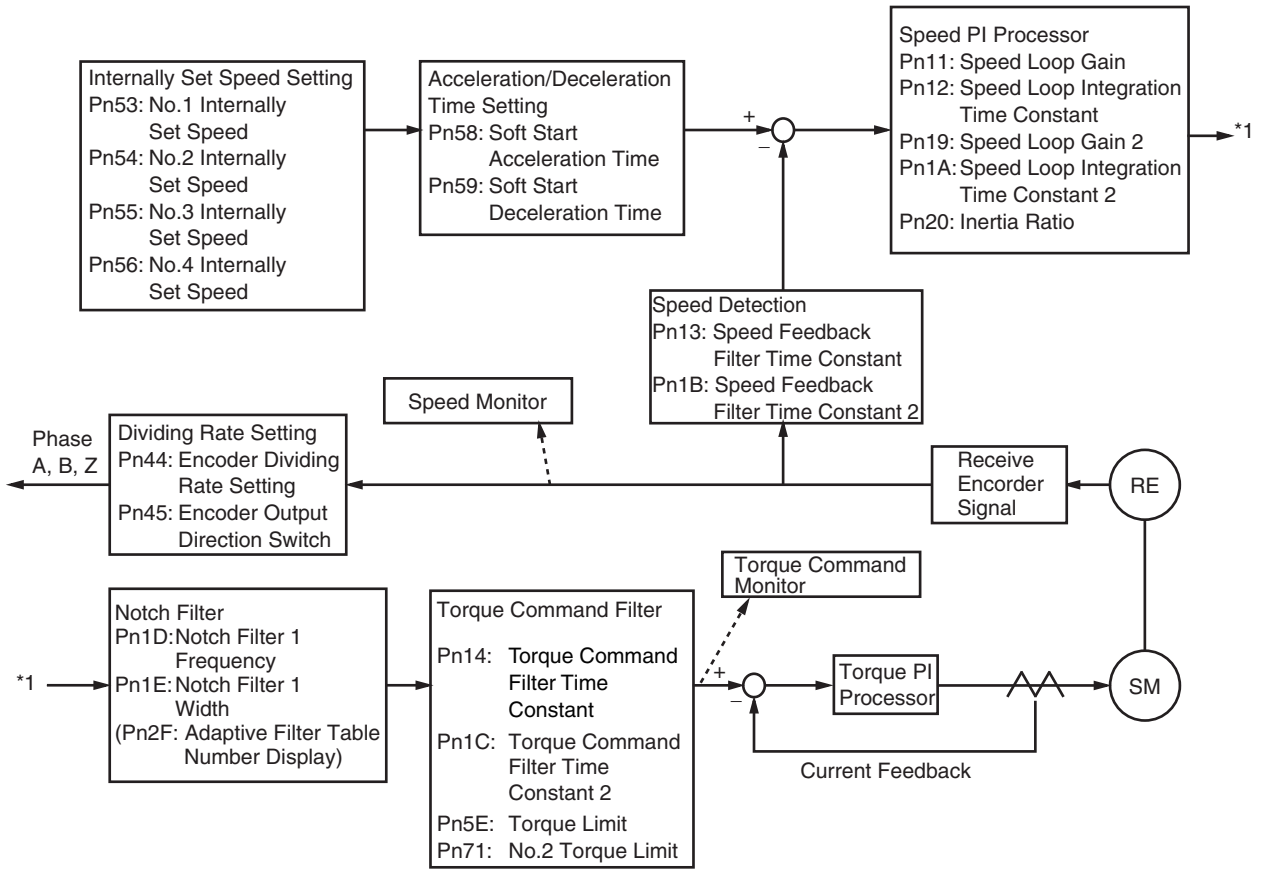 Internally Set Speed Setting
Pn53: No.1 Internally
Set Speed
Pn54: No.2 Internally
Set Speed
Pn55: No.3 Internally
Set Speed
Pn56: No.4 Internally
Set Speed
Acceleration/Deceleration
Time Setting
Pn58: Soft Start
Acceleration Time
Pn59: Soft Start
Deceleration Time
+
−
Speed PI Processor
Pn11: Speed Loop Gain
Pn12: Speed Loop Integration
Time Constant
Pn19: Speed Loop Gain 2
Pn1A: Speed Loop Integration
Time Constant 2
Pn20: Inertia Ratio
*1
Speed Detection
Pn13: Speed Feedback
Filter Time Constant
Pn1B: Speed Feedback
Filter Time Constant 2
Speed Monitor
Phase
A, B, Z
Dividing Rate Setting
Pn44: Encoder Dividing
Rate Setting
Pn45: Encoder Output
Direction Switch
Receive
Encorder
Signal
RE
*1
Notch Filter
Pn1D: Notch Filter 1
Frequency
Pn1E: Notch Filter 1
Width
(Pn2F: Adaptive Filter Table
Number Display)
Torque Command Filter
Pn14: Torque Command
Filter Time
Constant
Pn1C: Torque Command
Filter Time
Constant 2
Pn5E: Torque Limit
Pn71: No.2 Torque Limit
Torque Command
Monitor
+
−
Torque PI
Processor
SM
Current Feedback